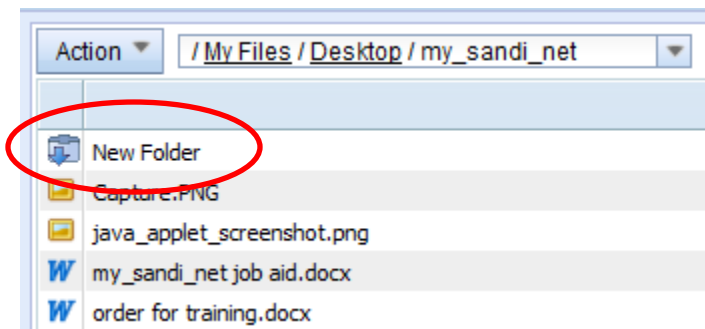 Action / My Files / Desktop / my_sandi_net
New Folder
Capture.PNG
java_applet_screenshot.png
my_sandi_net job aid.docx
order for training.docx